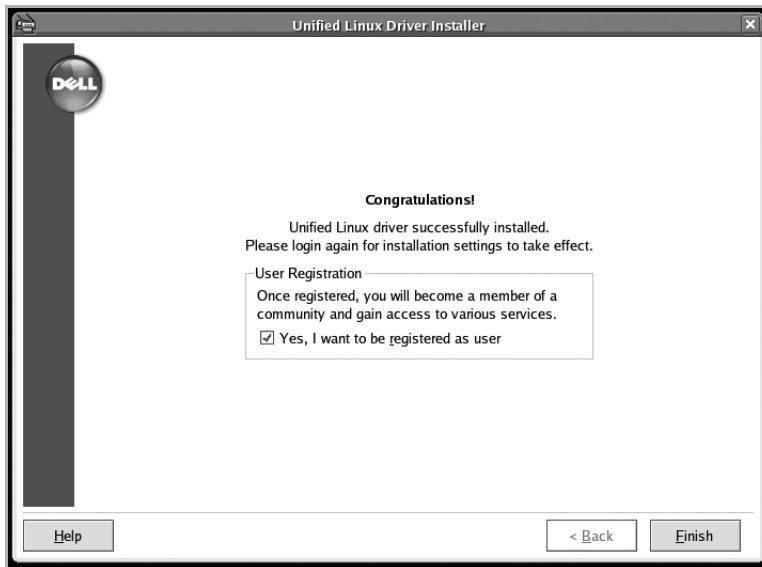 Unified Linux Driver Installer
DELL
Congratulations!
Unified Linux driver successfully installed.
Please login again for installation settings to take effect.
User Registration
Once registered, you will become a member of a
community and gain access to various services.
Yes, I want to be registered as user
Help
< Back
Finish